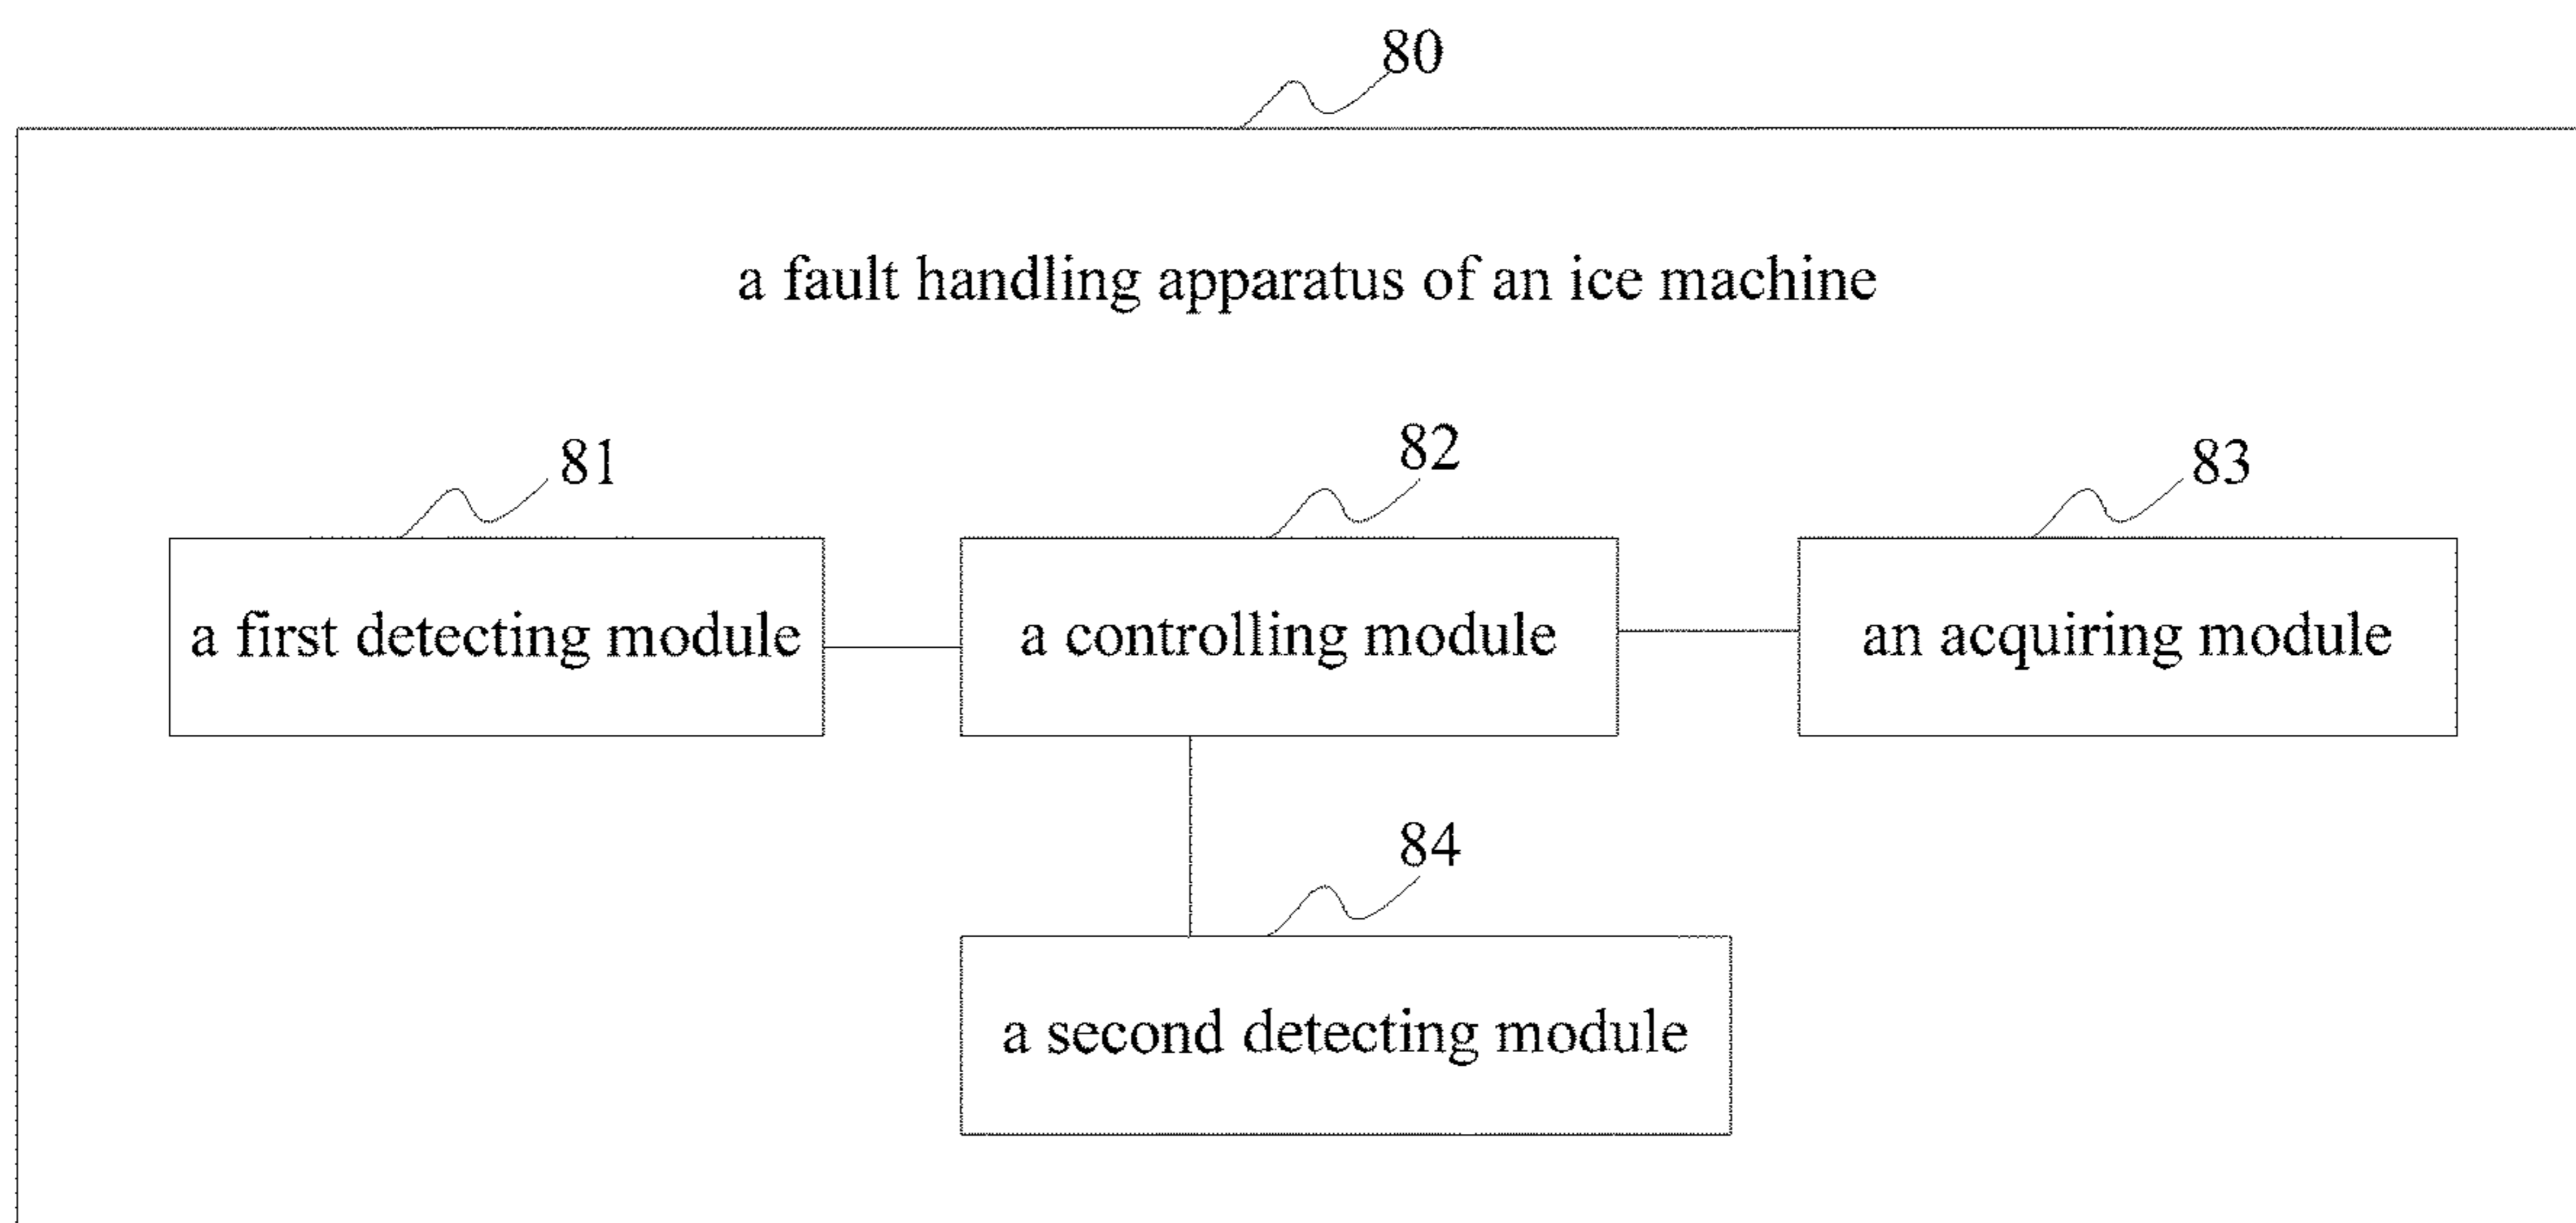 80
a fault handling apparatus of an ice machine
81
82
83
a first detecting module
a controlling module
an acquiring module
84
a second detecting module